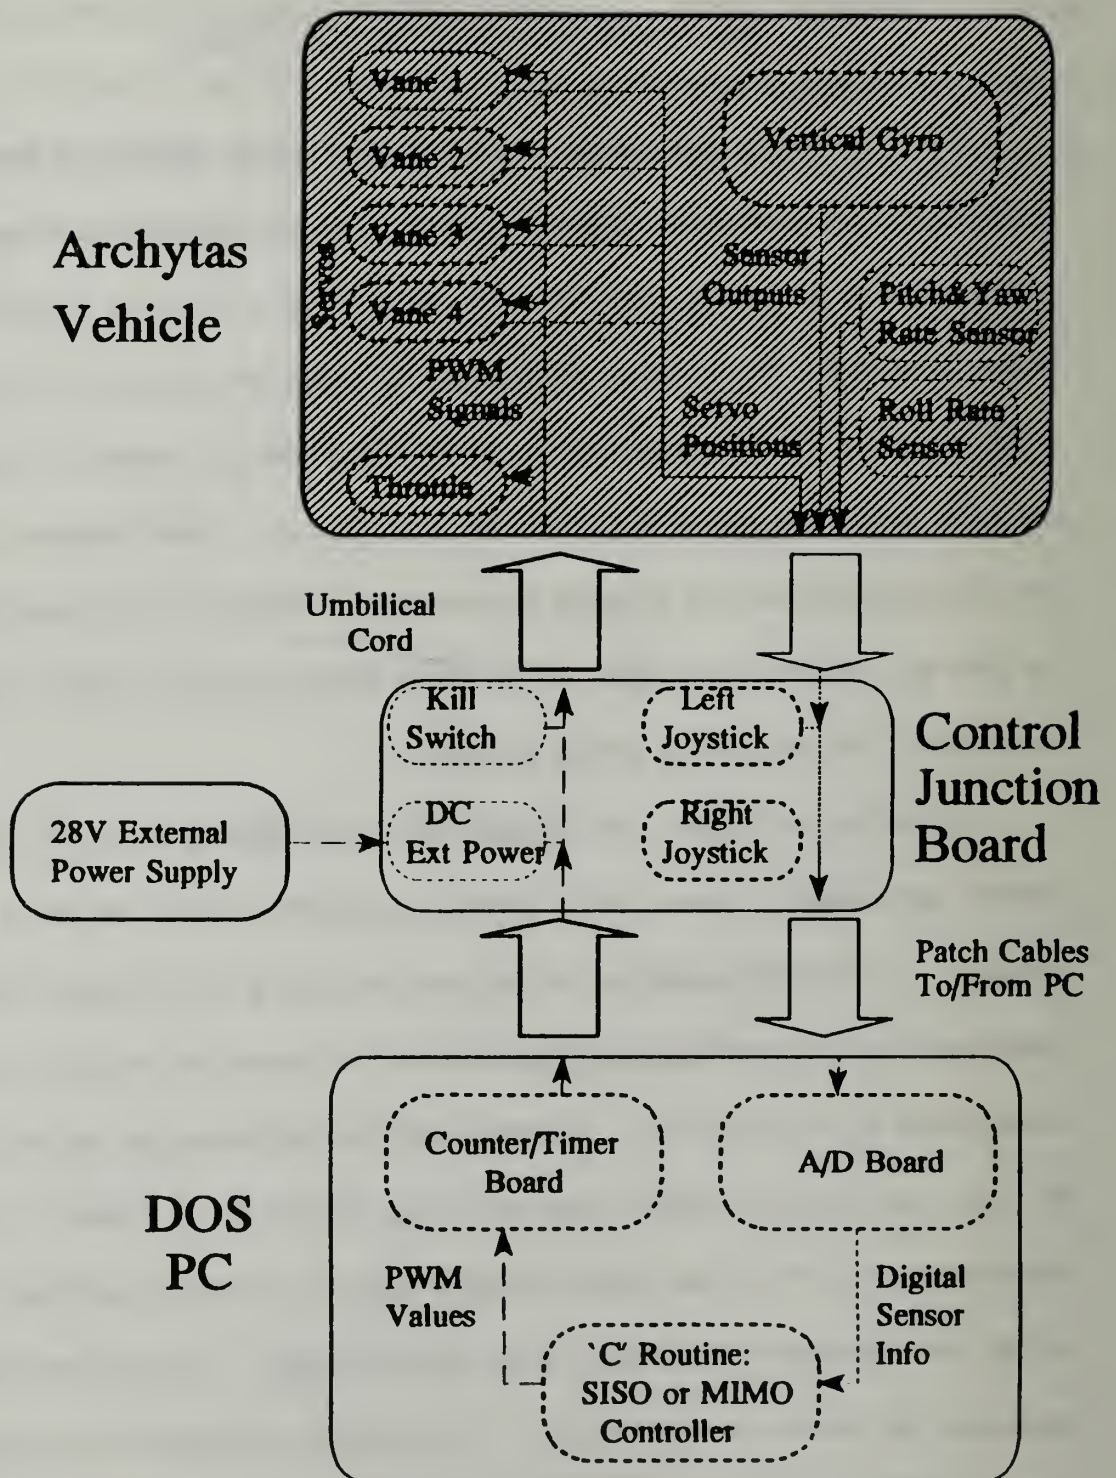 Archytas
Vehicle
Servos
Vane 1
Vane 2
Vane 3
Vane 4
PWM
Signals
Throttle
Vertical Gyro
Sensor
Outputs
Pitch&Yaw
Rate Sensor
Roll Rate
Sensor
Servo
Positions
Umbilical
Cord
Kill
Switch
Left
Joystick
DC
Ext Power
Right
Joystick
Control
Junction
Board
28V External
Power Supply
Patch Cables
To/From PC
DOS
PC
Counter/Timer
Board
A/D Board
PWM
Values
Digital
Sensor
Info
`C' Routine:
SISO or MIMO
Controller